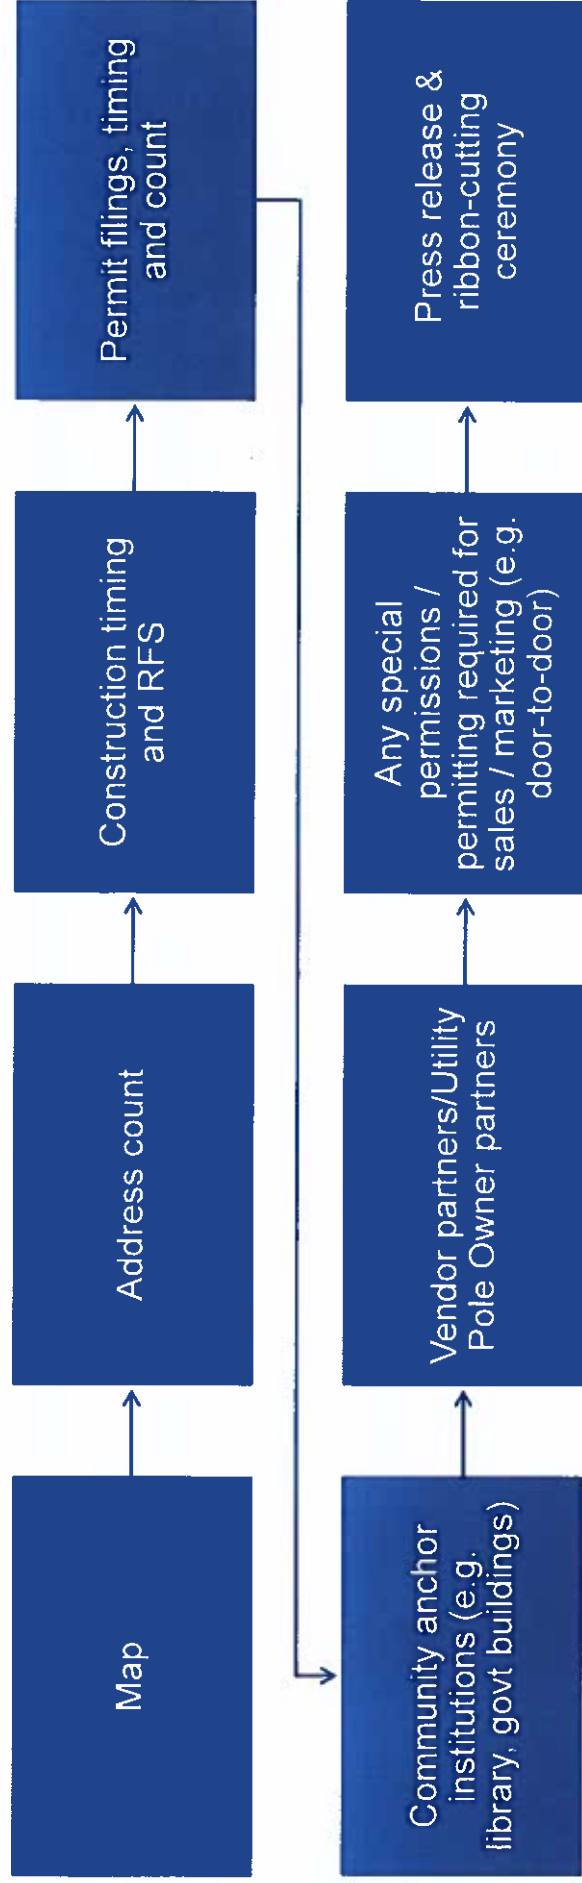 Map
Address count
Construction timing
and RFS
Permit filings, timing
and count
Community anchor
institutions (e.g.
library, govt buildings)
Vendor partners/Utility
Pole Owner partners
Any special
permissions /
permitting required for
sales / marketing (e.g.
door-to-door)
Press release &
ribbon-cutting
ceremony